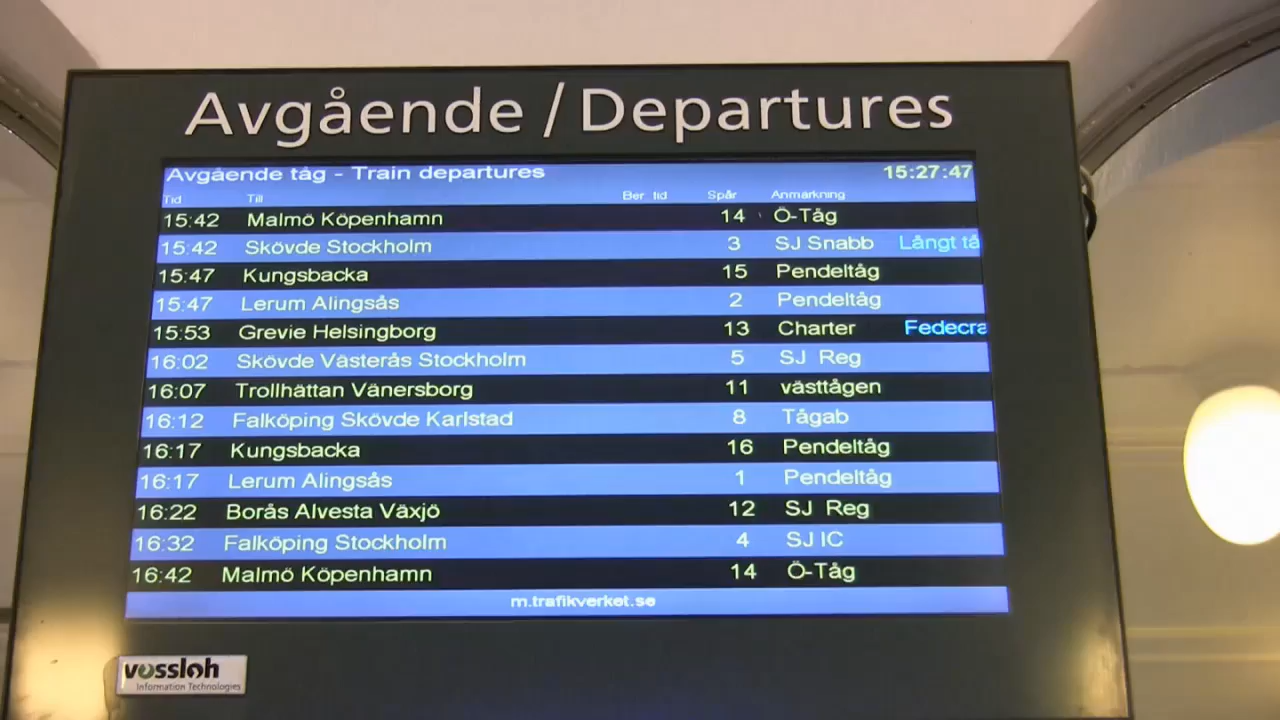 Avgående / Departures
Avgående tåg - Train departures 15:27:47
Tid Till Ber tid Spår Anmärkning
15:42 Malmö Köpenhamn 14 Ö-Tåg
15:42 Skövde Stockholm 3 SJ Snabb Långt tå
15:47 Kungsbacka 15 Pendeltåg
15:47 Lerum Alingsås 2 Pendeltåg
15:53 Grevie Helsingborg 13 Charter Fedecra
16:02 Skövde Västerås Stockholm 5 SJ Reg
16:07 Trollhättan Vänersborg 11 västtågen
16:12 Falköping Skövde Karlstad 8 Tågab
16:17 Kungsbacka 16 Pendeltåg
16:17 Lerum Alingsås 1 Pendeltåg
16:22 Borås Alvesta Växjö 12 SJ Reg
16:32 Falköping Stockholm 4 SJ IC
16:42 Malmö Köpenhamn 14 Ö-Tåg
m.trafikverket.se
vossloh
Information Technologies